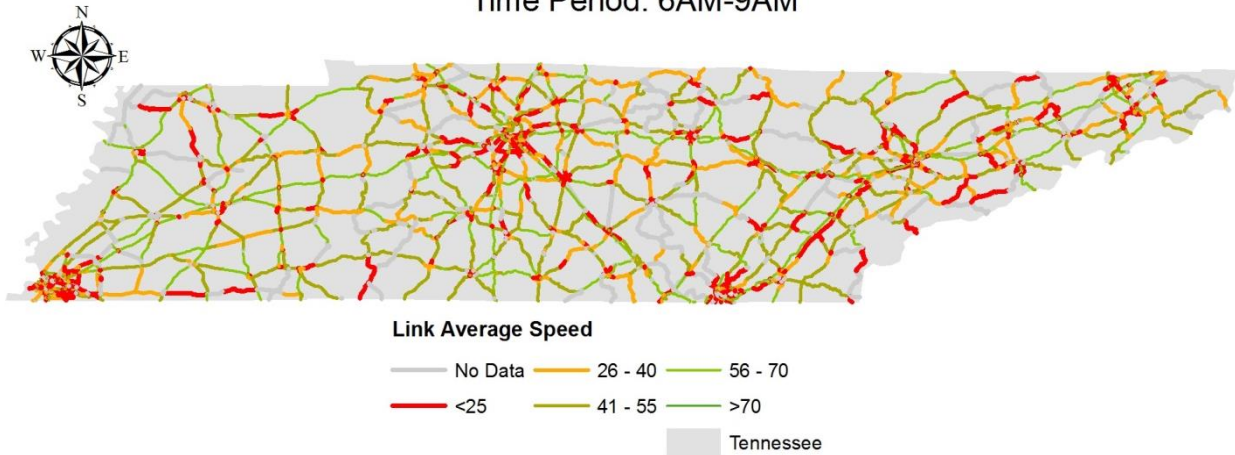 Time Period: 6AM-9AM
N
W E
S
Link Average Speed
No Data 26 - 40 56 - 70
<25 41 - 55 >70
Tennessee